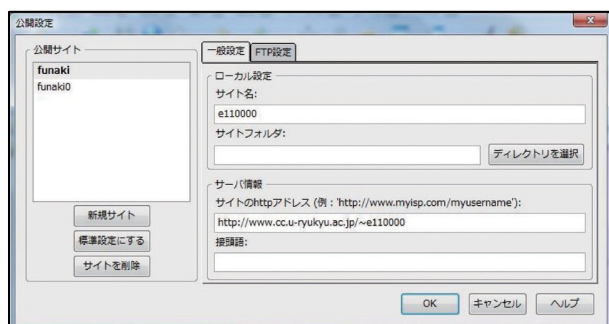 公開設定
公開サイト
funaki
funaki0
新規サイト
標準設定にする
サイトを削除
一般設定 FTP設定
ローカル設定
サイト名:
e110000
サイトフォルダ:
ディレクトリを選択
サーバ情報
サイトのhttpアドレス (例 : 'http://www.myisp.com/myusername'):
http://www.cc.u-ryukyu.ac.jp/~e110000
接頭語:
OK キャンセル ヘルプ